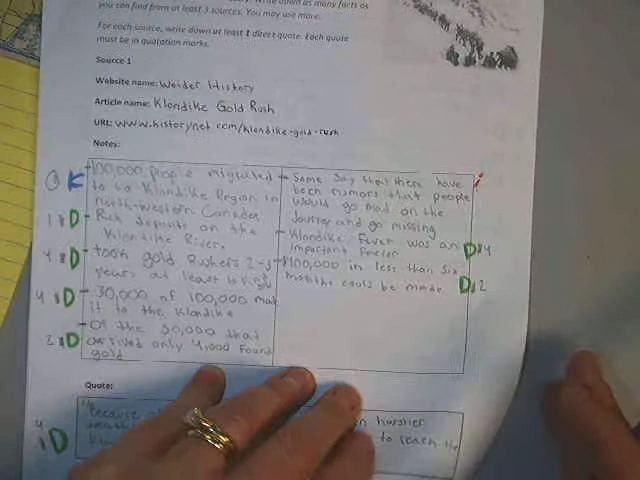 you can find from at least 3 sources. You may use more.
For each source, write down at least 1 direct quote. Each quote
must be in quotation marks.
Source 1
Website name: Weider History
Article name: Klondike Gold Rush
URL: www.historynet.com/klondike-gold-rush
Notes:
-100,000 people migrated
to to Klondike Region in
north-western Canada
- Rich deposits on the
Klondike River.
- took gold Rushers 2-3
years at least
- 30,000 of 100,000 mak
it to the Klondike
- Of the 30,000 that
only 4,000 found
gold
- Some say that there have
been rumors that people
would go mad on the
Journey and go missing
- Klondike Fever was an
important
$100,000 in less than six
months could be made
K
1 D
4 D
4 D
2 D
D 4
D 2
Quote:
"Because
harsher
to reach the
4
1 D